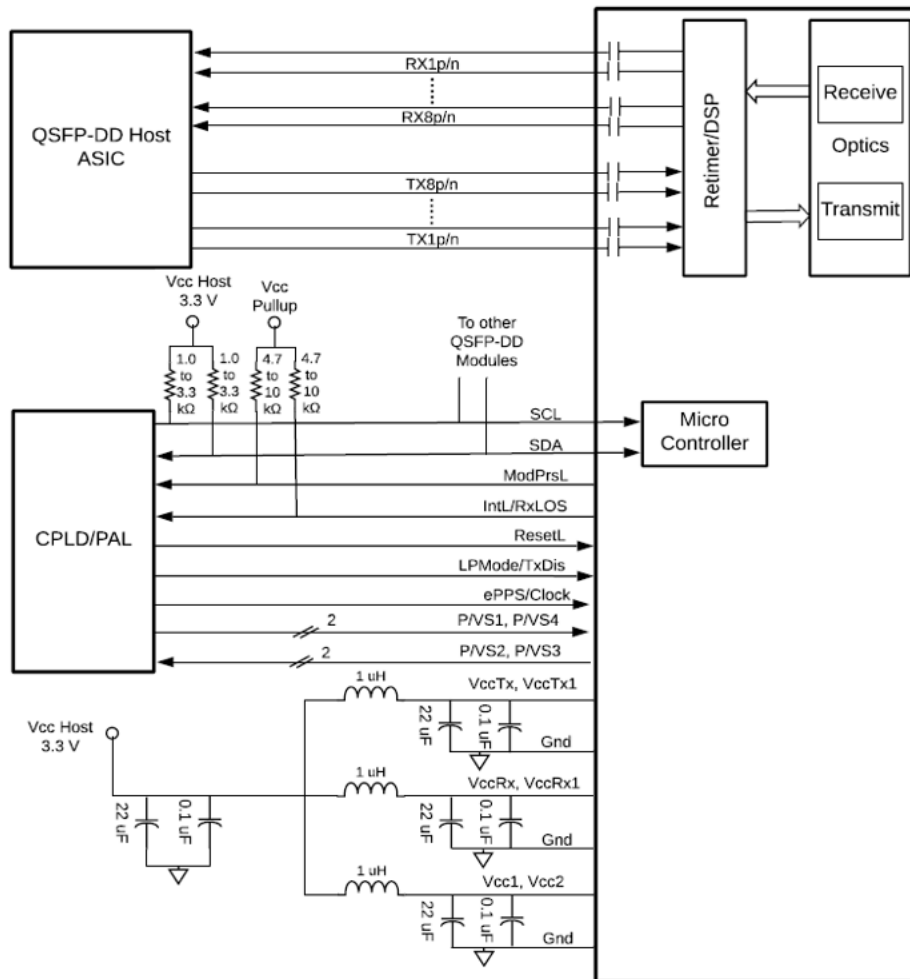 RX1p/n
RX8p/n
QSFP-DD Host
ASIC
TX8p/n
TX1p/n
Retimer/DSP
Receive
Optics
Transmit
Vcc Host
3.3 V
Vcc
Pullup
1.0
to
3.3
kΩ
1.0
to
3.3
kΩ
4.7
to
10
kΩ
4.7
to
10
kΩ
To other
QSFP-DD
Modules
SCL
SDA
Micro
Controller
ModPrsL
IntL/RxLOS
CPLD/PAL
ResetL
LPMode/TxDis
ePPS/Clock
2
P/VS1, P/VS4
2
P/VS2, P/VS3
1 uH
VccTx, VccTx1
22 uF
0.1 uF
Gnd
Vcc Host
3.3 V
22 uF
0.1 uF
1 uH
VccRx, VccRx1
22 uF
0.1 uF
Gnd
1 uH
Vcc1, Vcc2
22 uF
0.1 uF
Gnd